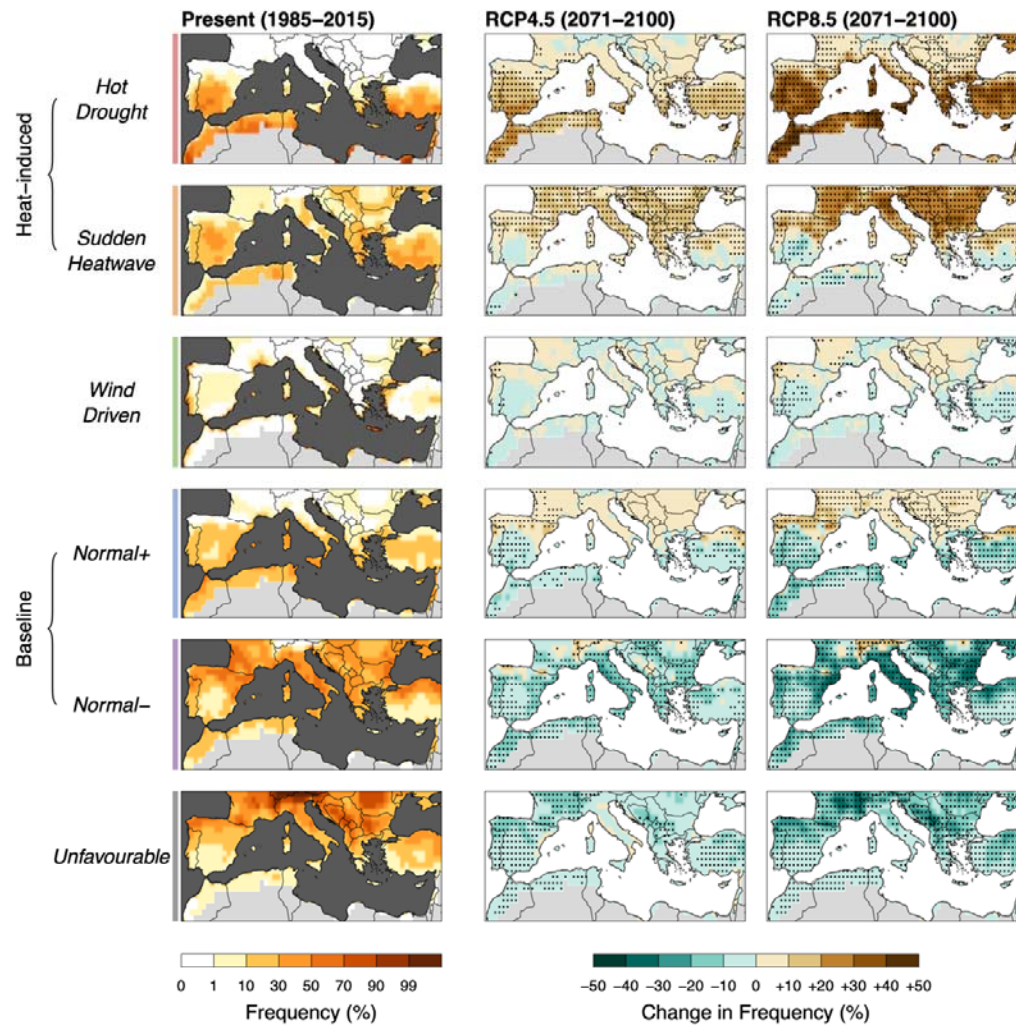 Present (1985−2015) RCP4.5 (2071−2100) RCP8.5 (2071−2100)
Heat−induced
Hot
Drought
Sudden
Heatwave
Wind
Driven
Baseline
Normal+
Normal−
Unfavourable
0 1 10 30 50 70 90 99
Frequency (%)
−50 −40 −30 −20 −10 0 +10 +20 +30 +40 +50
Change in Frequency (%)